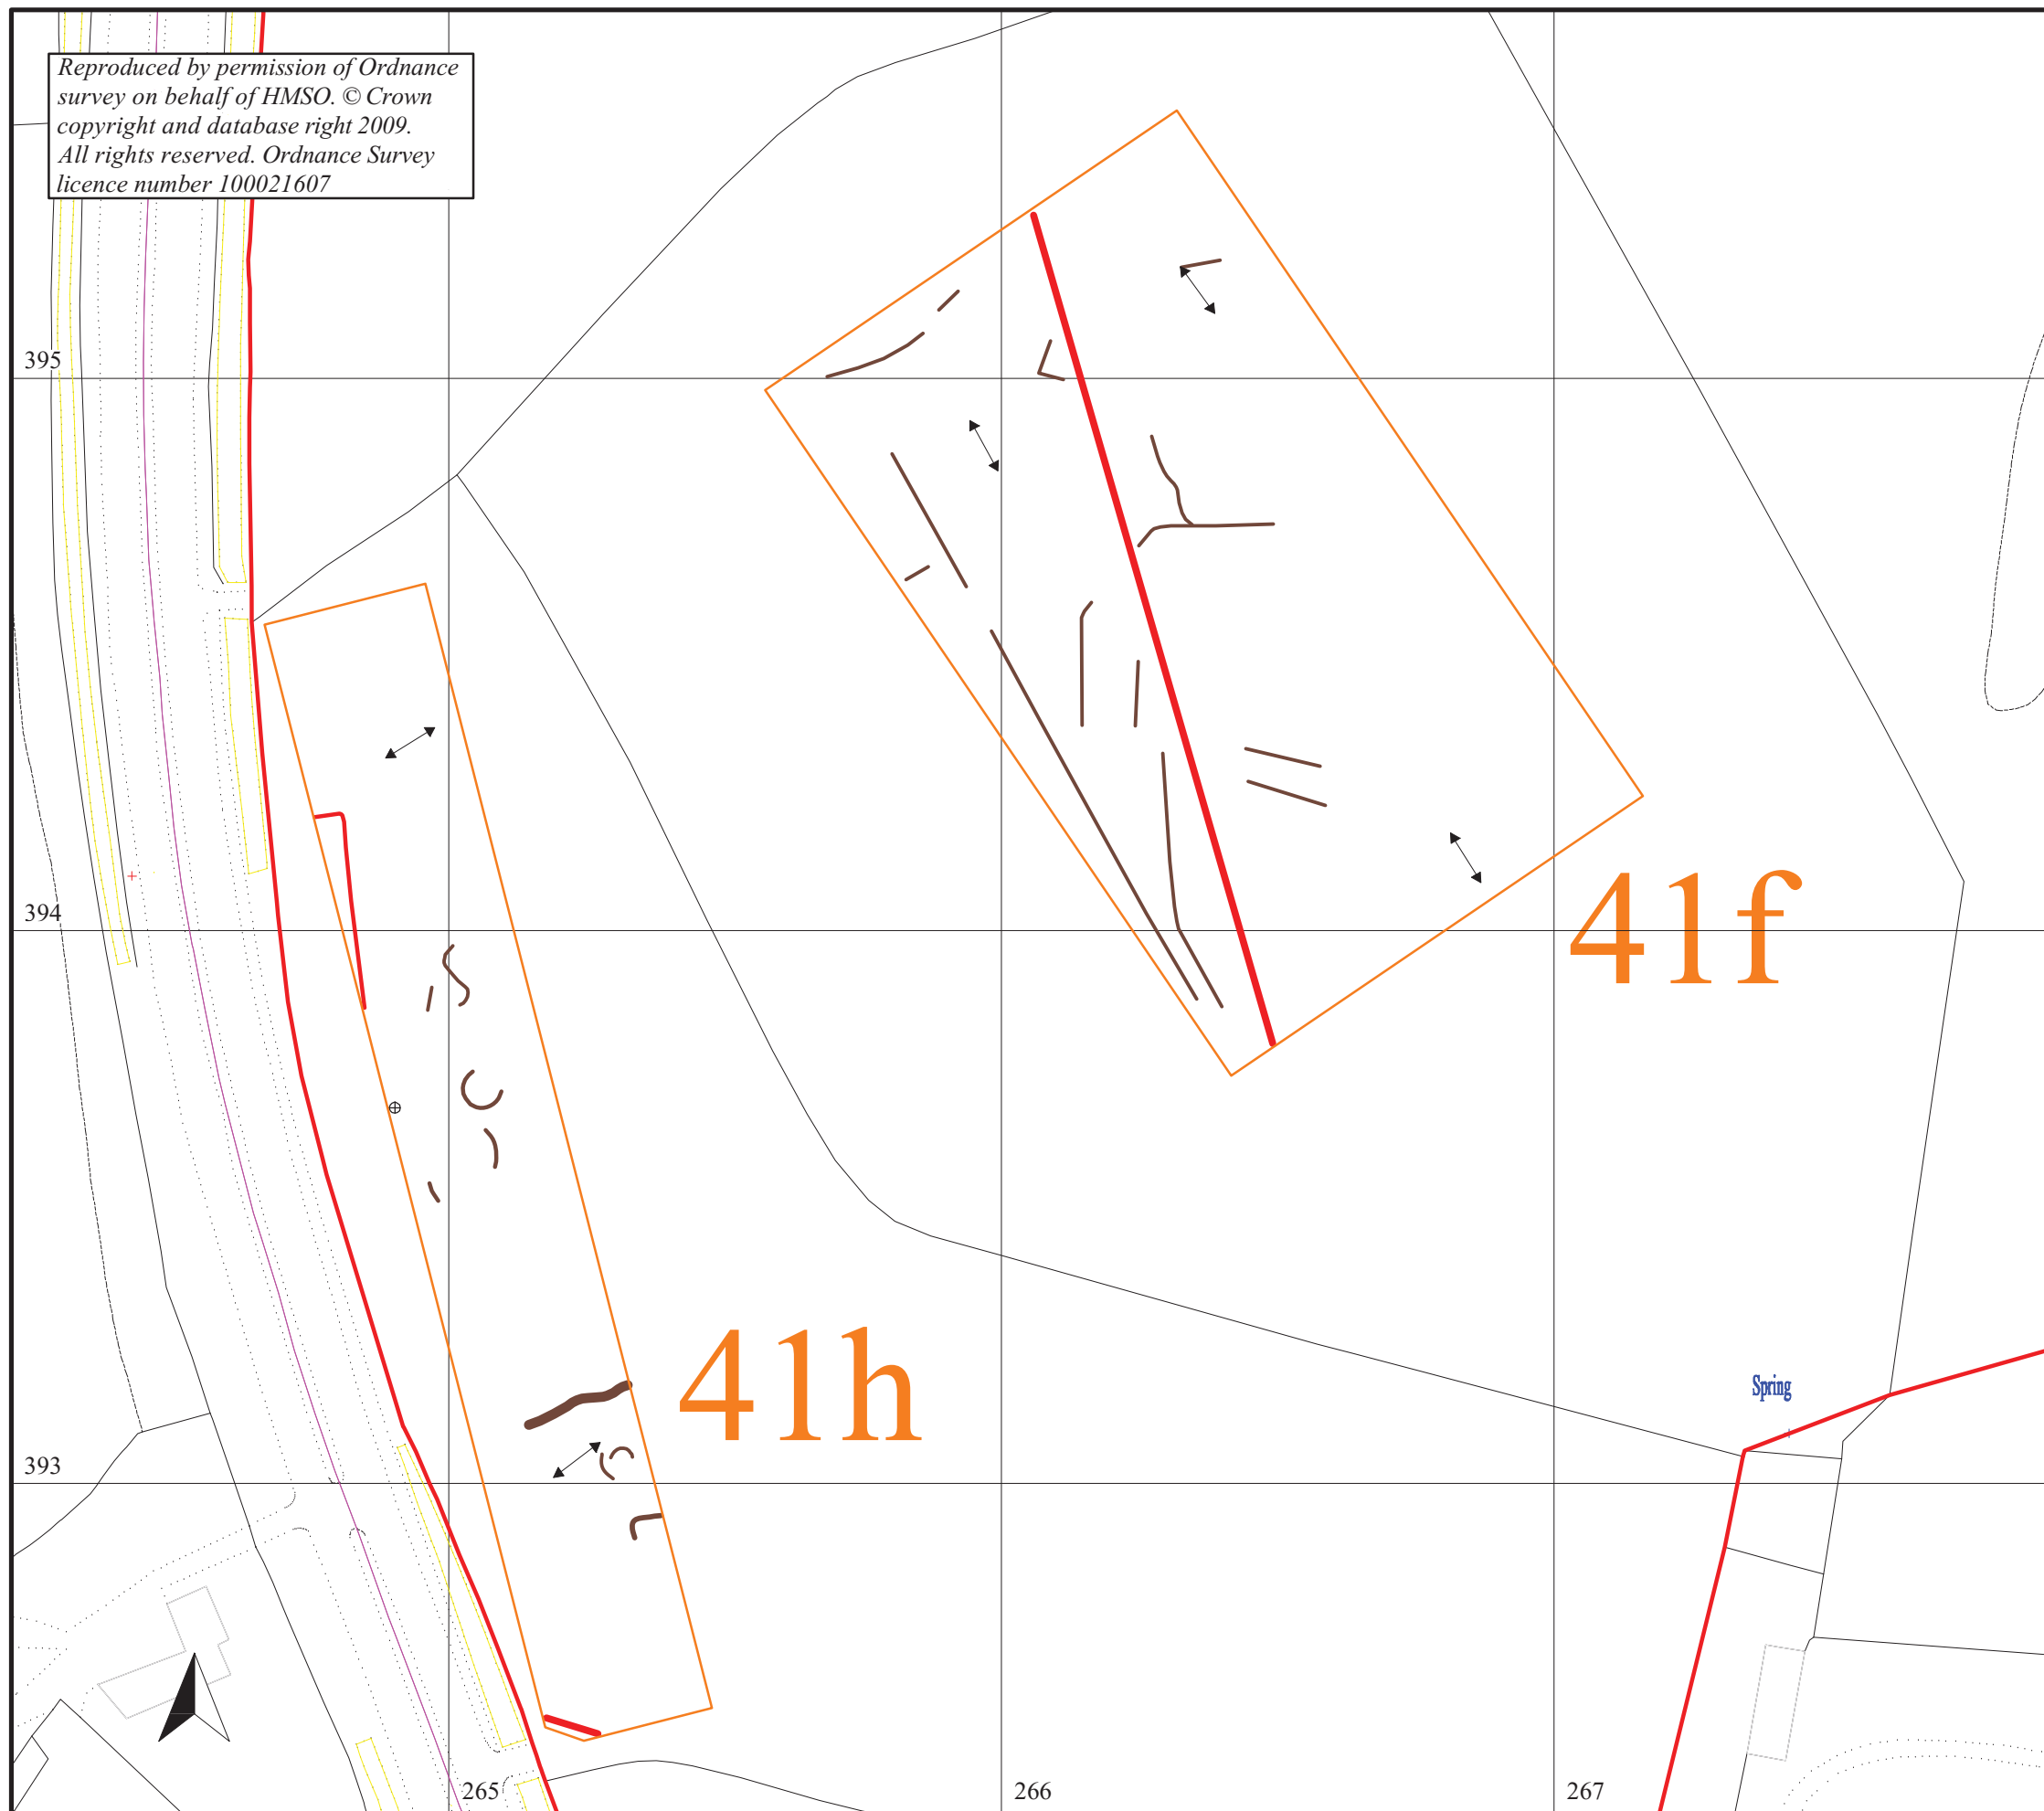 Reproduced by permission of Ordnance
survey on behalf of HMSO. © Crown
copyright and database right 2009.
All rights reserved. Ordnance Survey
licence number 100021607
395
394
41f
41h
Spring
393
265
266
267